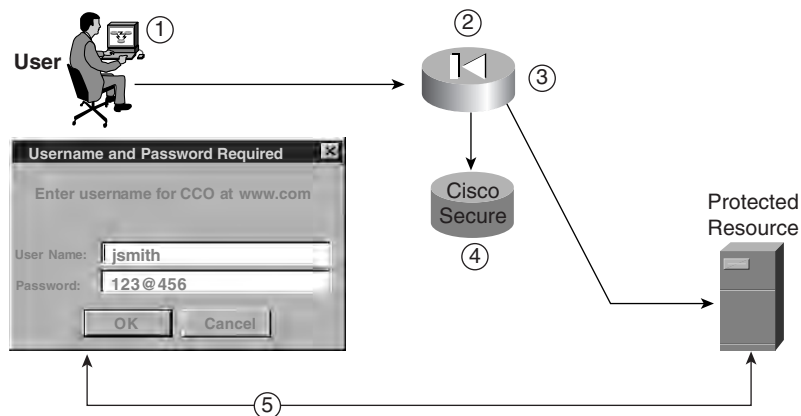 1
2
3
User
Username and Password Required
Enter username for CCO at www.com
User Name: jsmith
Password: 123@456
OK Cancel
Cisco
Secure
4
Protected
Resource
5